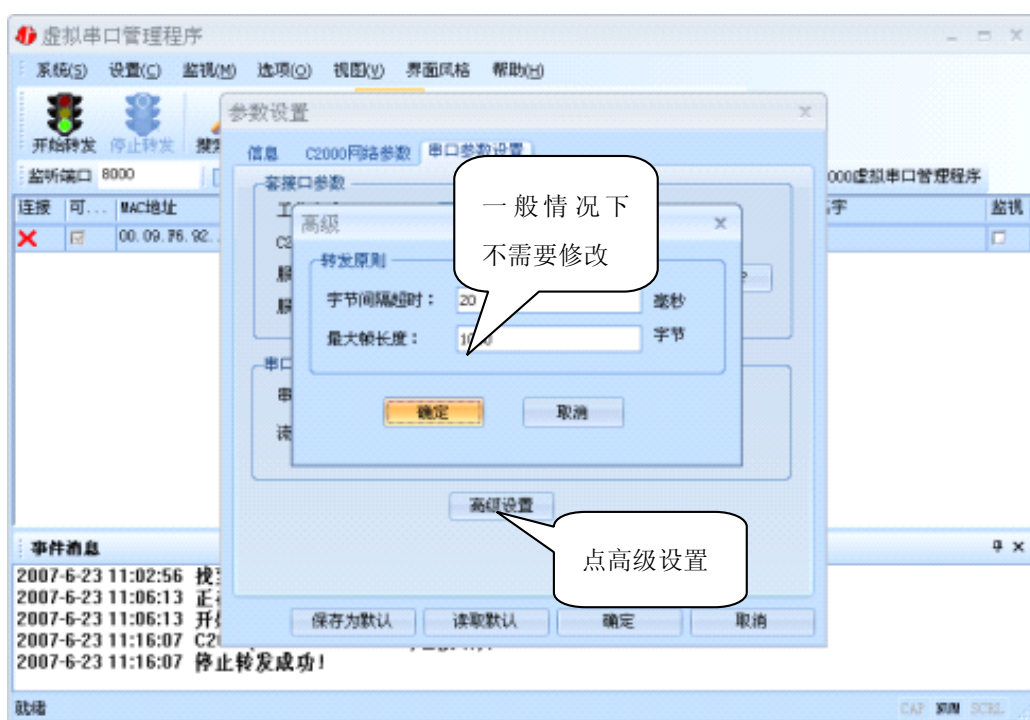 虚拟串口管理程序
系统(S) 设置(C) 监视(M) 选项(O) 视图(V) 界面风格 帮助(H)
开始转发 停止转发
监听端口 8000
000虚拟串口管理程序
连接 可... MAC地址
字 监视
00.09.F6.92..
参数设置
信息 C2000网络参数 串口参数设置
套接口参数
高级
转发原则
字节间隔超时： 20 毫秒
最大帧长度： 字节
确定 取消
一般情况下
不需要修改
高级设置
点高级设置
保存为默认 读取默认 确定 取消
事件消息
2007-6-23 11:02:56
2007-6-23 11:06:13
2007-6-23 11:06:13
2007-6-23 11:16:07
2007-6-23 11:16:07 停止转发成功!
就绪
CAP NUM SCRL